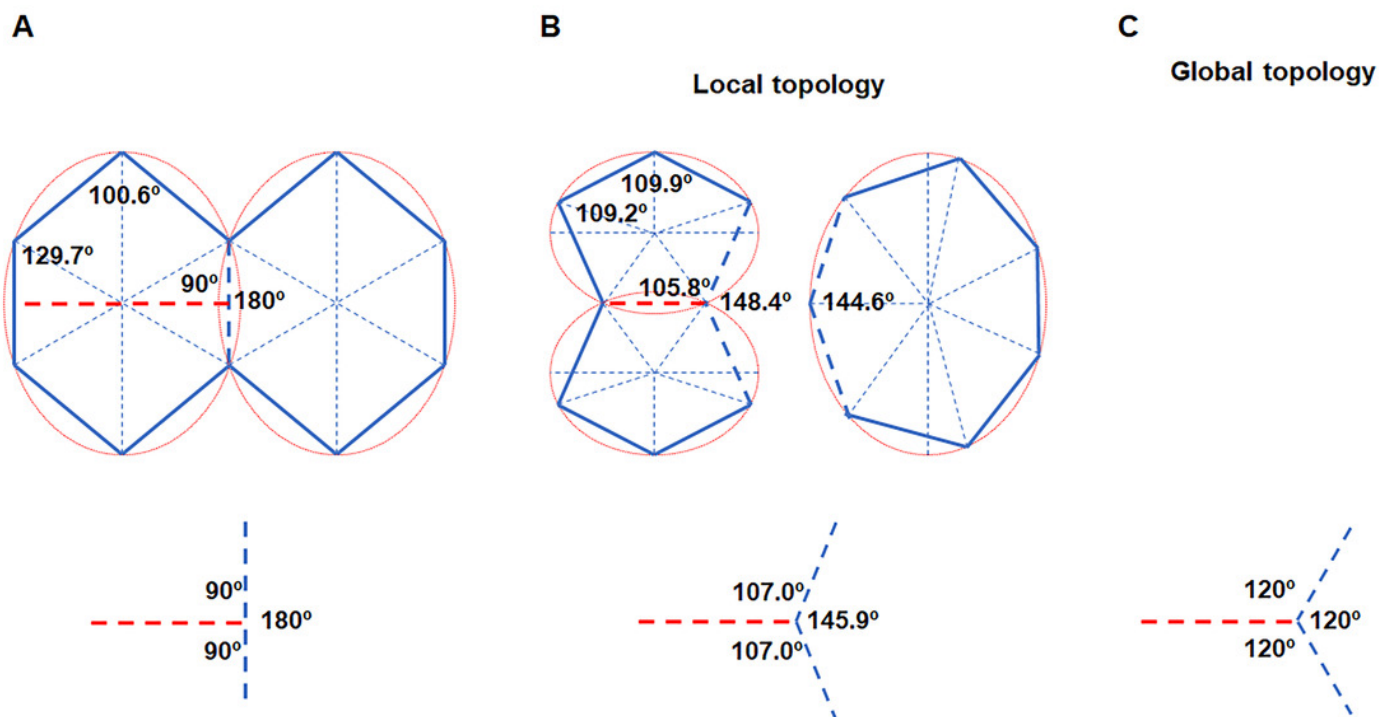 A
B
C
Local topology
Global topology
100.6º
129.7º
90º
180º
109.9º
109.2º
105.8º
148.4º
144.6º
90º
180º
90º
107.0º
145.9º
107.0º
120º
120º
120º